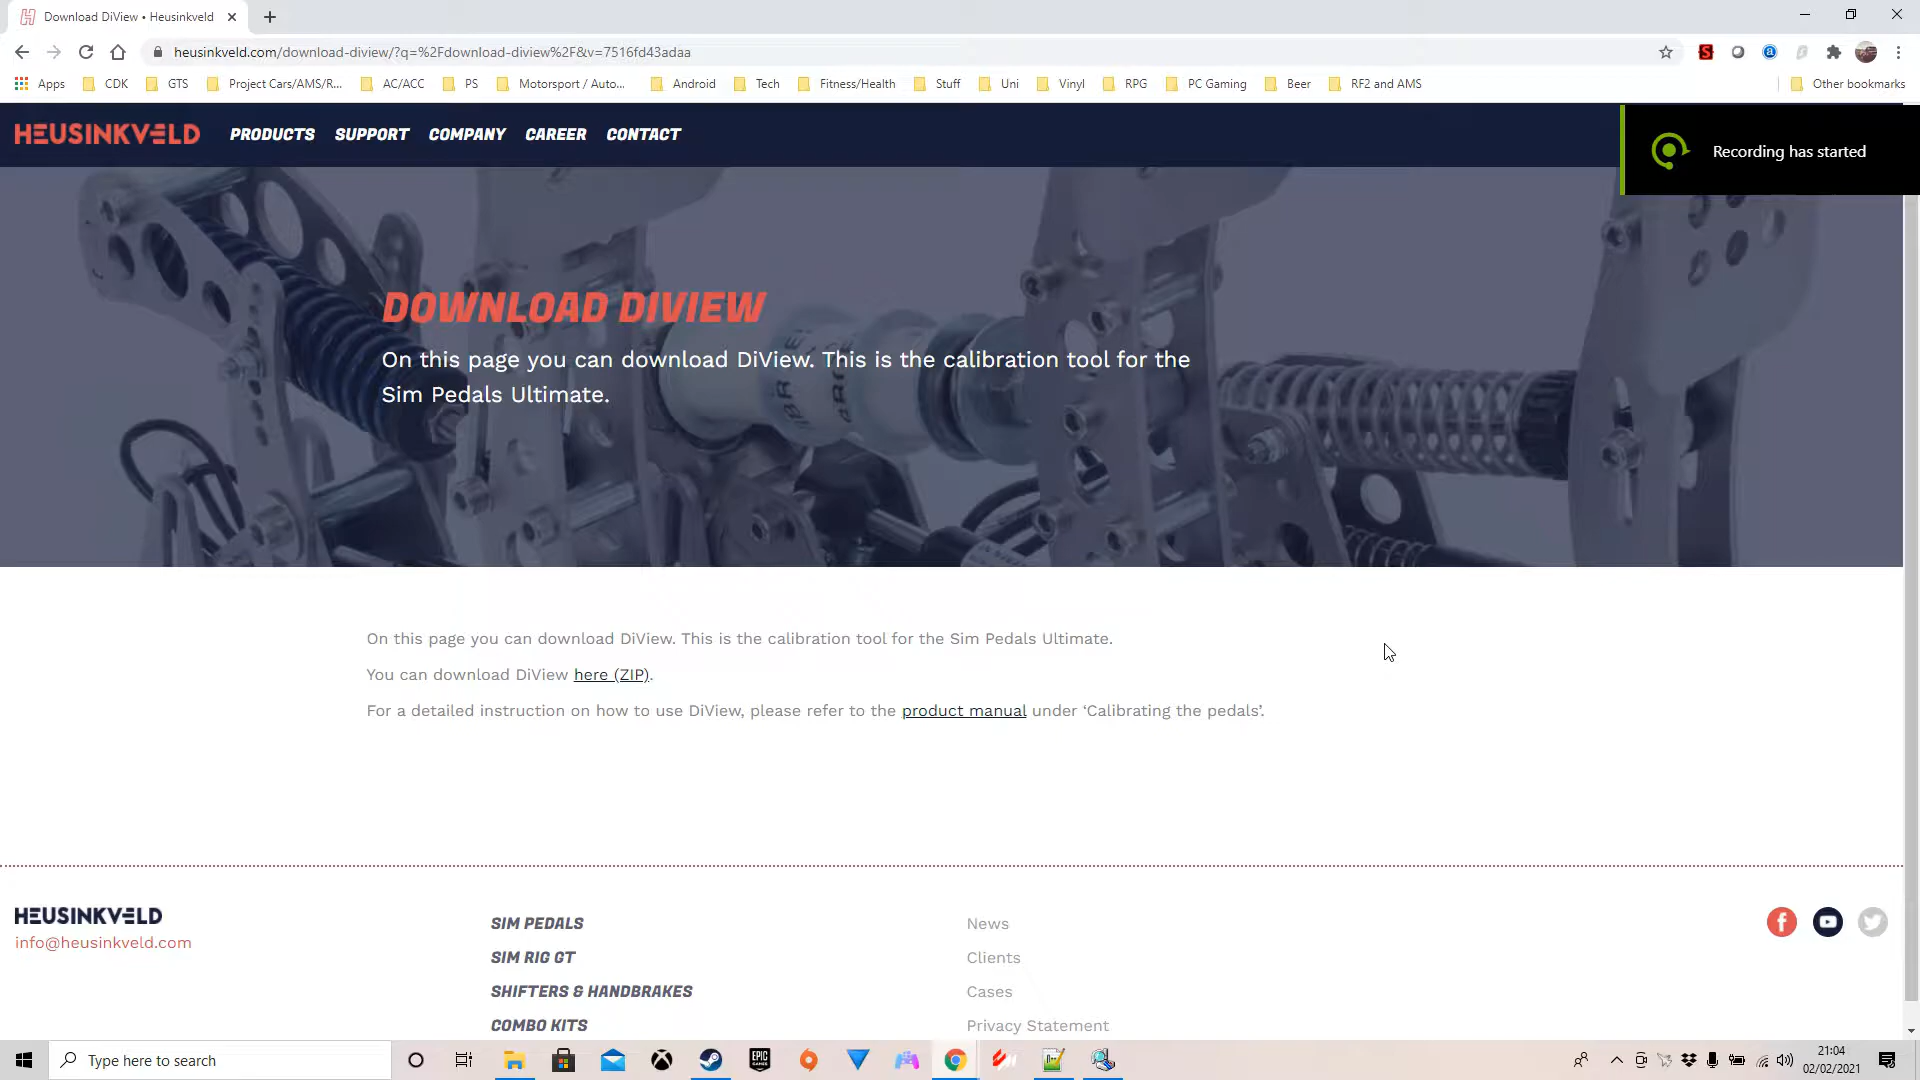 Download DiView • Heusinkveld
heusinkveld.com/download-diview/?q=%2Fdownload-diview%2F&v=7516fd43adaa
Apps CDK GTS Project Cars/AMS/R... AC/ACC PS Motorsport / Auto... Android Tech Fitness/Health Stuff Uni Vinyl RPG PC Gaming Beer RF2 and AMS Other bookmarks
HEUSINKVELD PRODUCTS SUPPORT COMPANY CAREER CONTACT
Recording has started
DOWNLOAD DIVIEW
On this page you can download DiView. This is the calibration tool for the
Sim Pedals Ultimate.
On this page you can download DiView. This is the calibration tool for the Sim Pedals Ultimate.
You can download DiView here (ZIP).
For a detailed instruction on how to use DiView, please refer to the product manual under ‘Calibrating the pedals’.
HEUSINKVELD
info@heusinkveld.com
SIM PEDALS
SIM RIG GT
SHIFTERS & HANDBRAKES
COMBO KITS
News
Clients
Cases
Privacy Statement
Type here to search
EPIC GAMES
21:04
02/02/2021